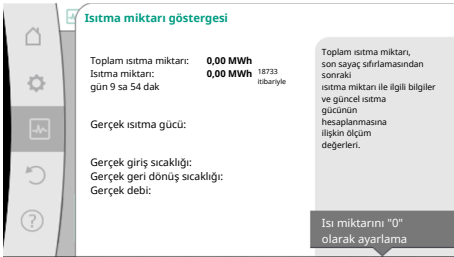 Isıtma miktarı göstergesi
Toplam ısıtma miktarı: 0,00 MWh
Isıtma miktarı: 0,00 MWh 18733
gün 9 sa 54 dak itibariyle
Gerçek ısıtma gücü:
Gerçek giriş sıcaklığı:
Gerçek geri dönüş sıcaklığı:
Gerçek debi:
Toplam ısıtma miktarı,
son sayaç sıfırlamasından
sonraki
ısıtma miktarı ile ilgili bilgiler
ve güncel ısıtma
gücünün
hesaplanmasına
ilişkin ölçüm
değerleri.
Isı miktarını "0"
olarak ayarlama